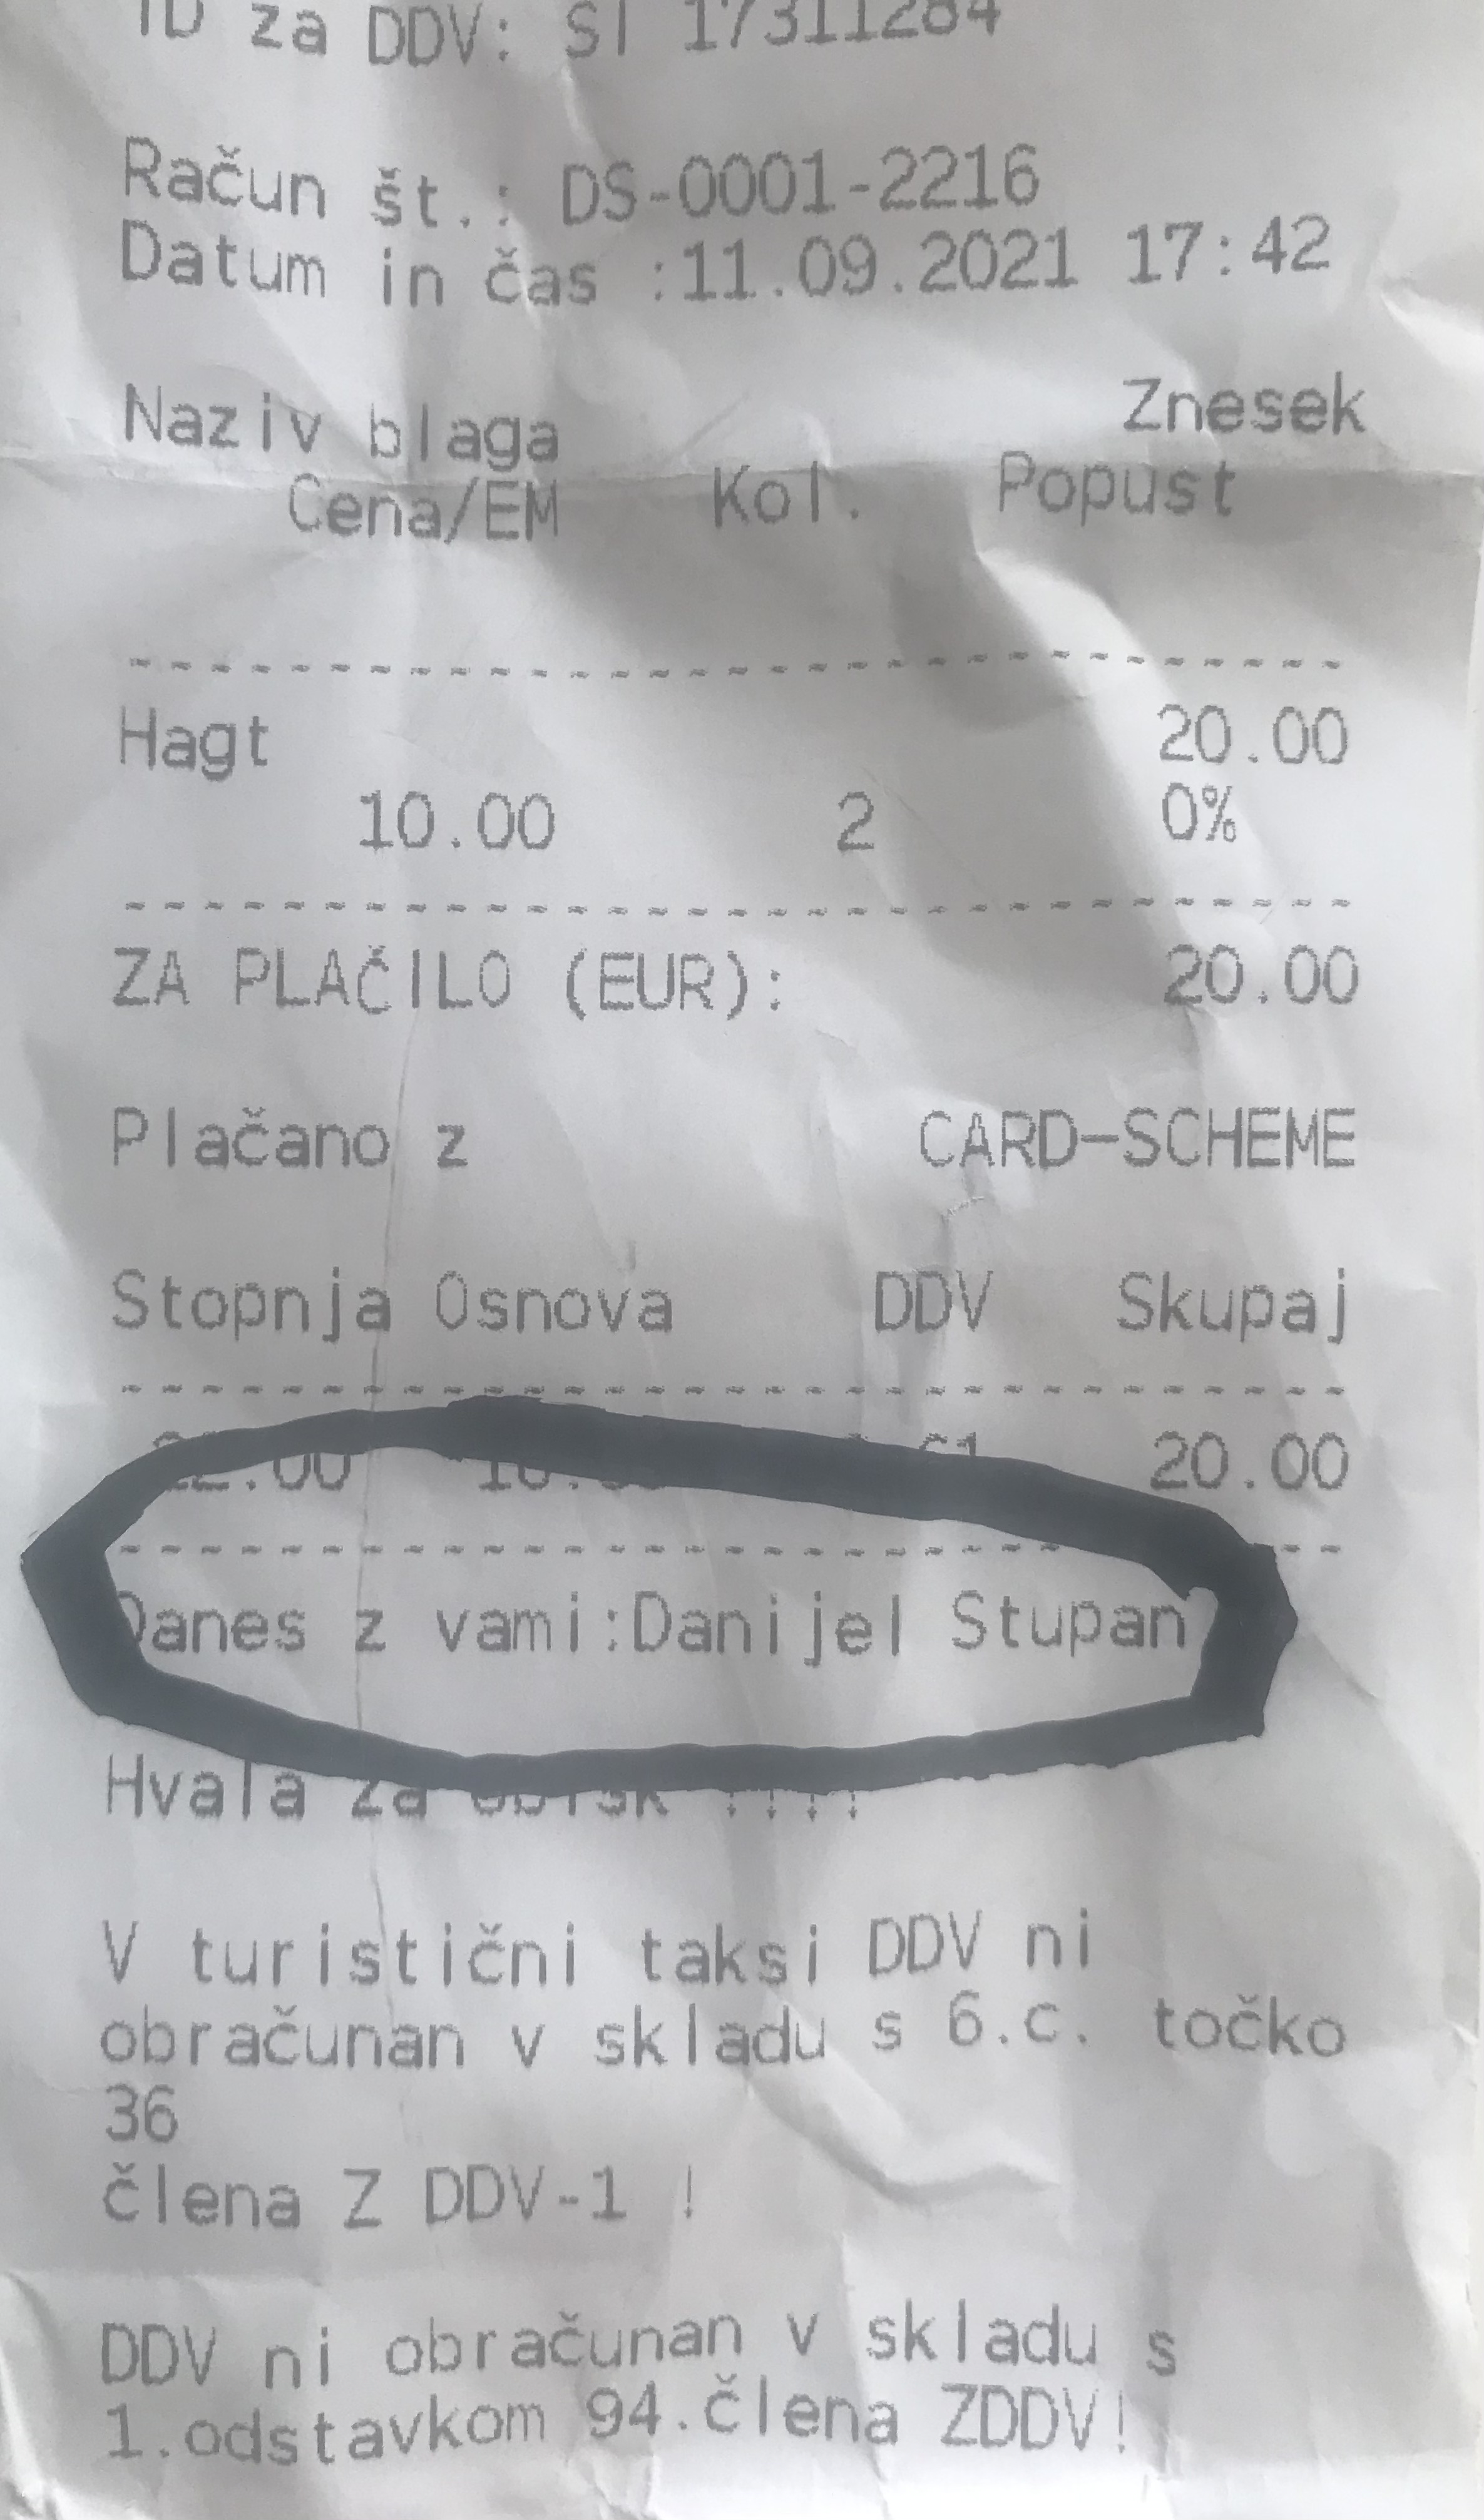 ID za DDV: SI 17311284
Račun št.: DS-0001-2216
Datum in čas :11.09.2021 17:42
Znesek
Naziv blaga
Cena/EM Kol. Popust
------------------------------
Hagt 20.00
10.00 2 0%
------------------------------
ZA PLAČILO (EUR): 20.00
Plačano z CARD-SCHEME
Stopnja Osnova DDV Skupaj
------------------------------
22.00 20.00
------------------------------
Danes z vami:Danijel Stupan
Hvala za obisk !!!!
V turistični taksi DDV ni
obračunan v skladu s 6.c. točko
36
člena Z DDV-1 !
DDV ni obračunan v skladu s
1.odstavkom 94.člena ZDDV!